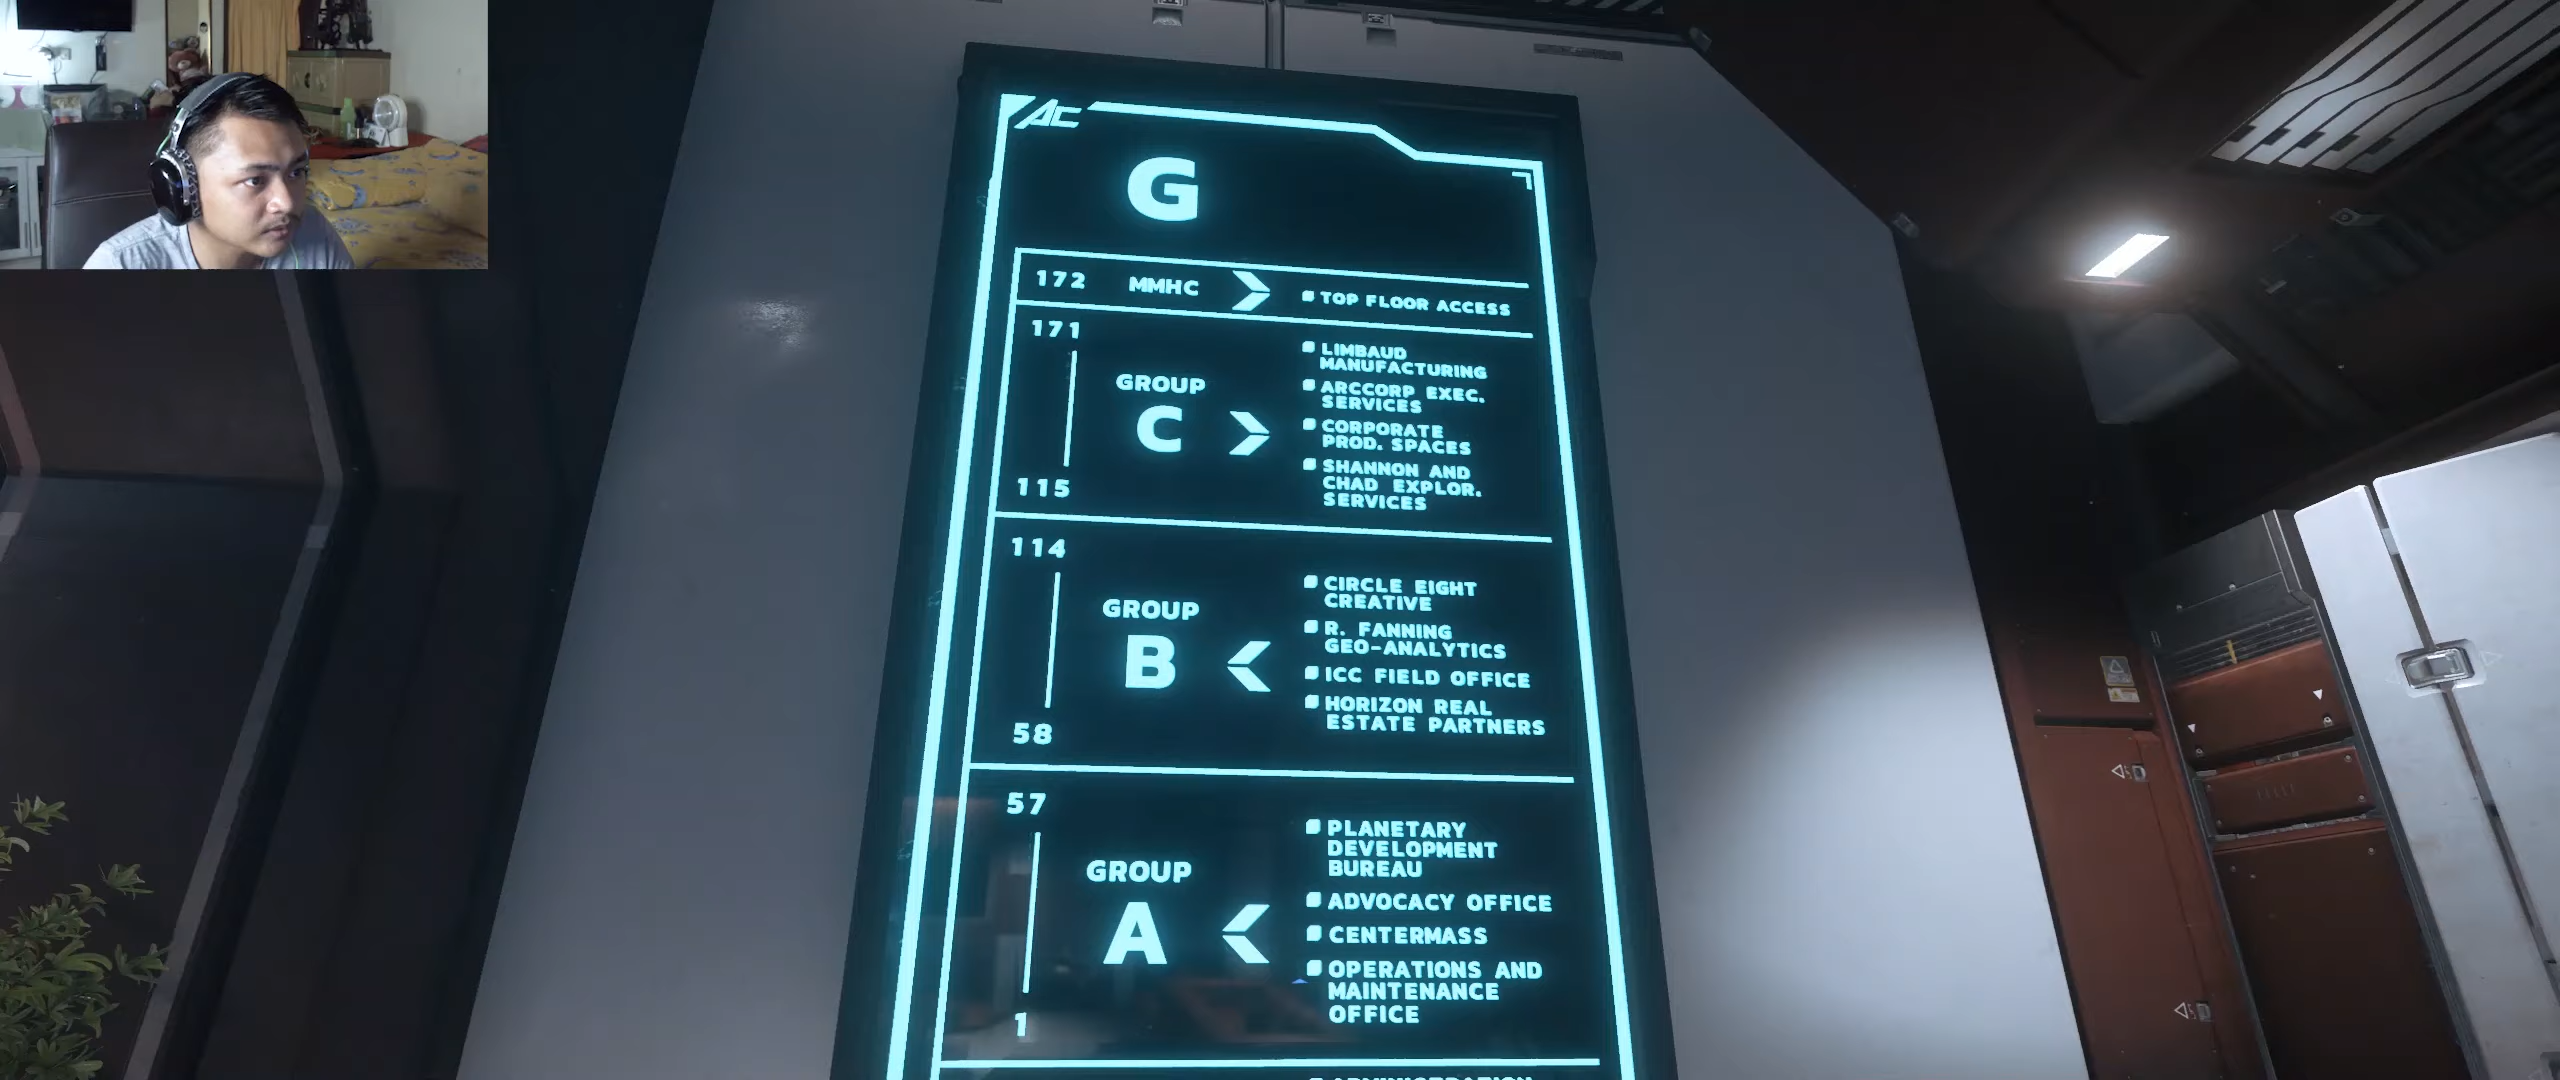 AC
G
172 MMHC TOP FLOOR ACCESS
171
GROUP
C
115
LIMBAUD
MANUFACTURING
ARCCORP EXEC.
SERVICES
CORPORATE
PROD. SPACES
SHANNON AND
CHAD EXPLOR.
SERVICES
114
GROUP
B
58
CIRCLE EIGHT
CREATIVE
R. FANNING
GEO-ANALYTICS
ICC FIELD OFFICE
HORIZON REAL
ESTATE PARTNERS
57
GROUP
A
1
PLANETARY
DEVELOPMENT
BUREAU
ADVOCACY OFFICE
CENTERMASS
OPERATIONS AND
MAINTENANCE
OFFICE
ADMINISTRATION